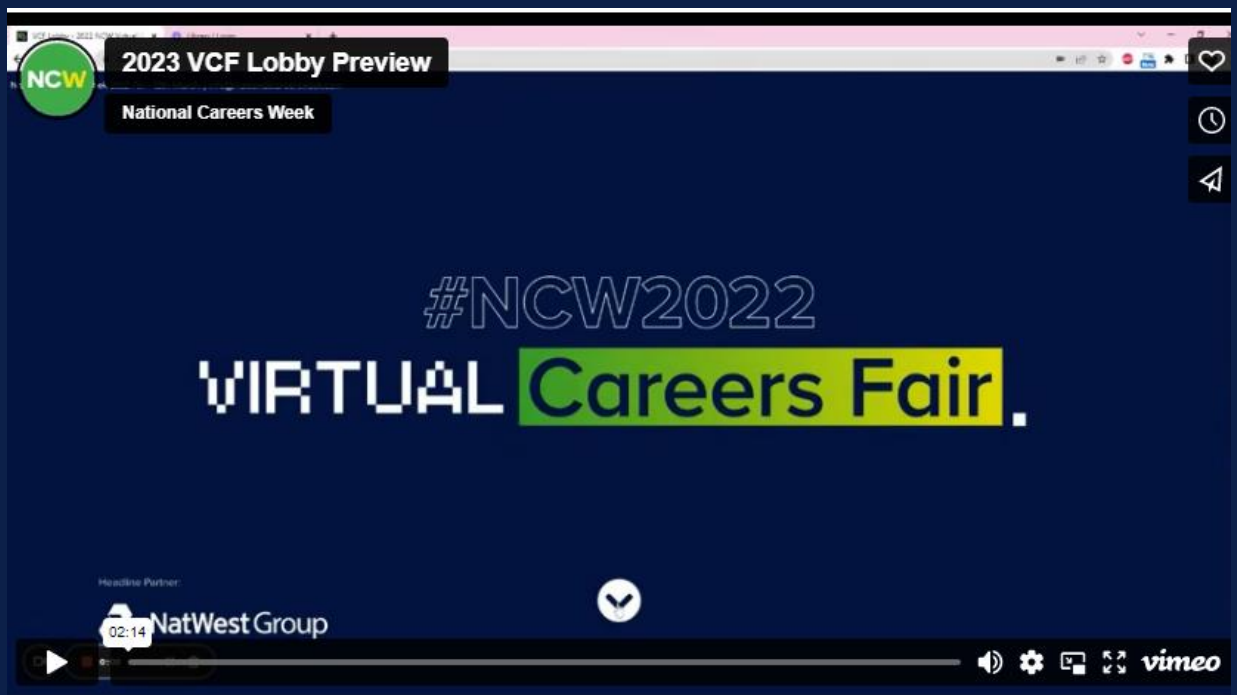 NCW
2023 VCF Lobby Preview
National Careers Week
#NCW2022
VIRTUAL Careers Fair.
Headline Partner:
NatWest Group
02:14
vimeo